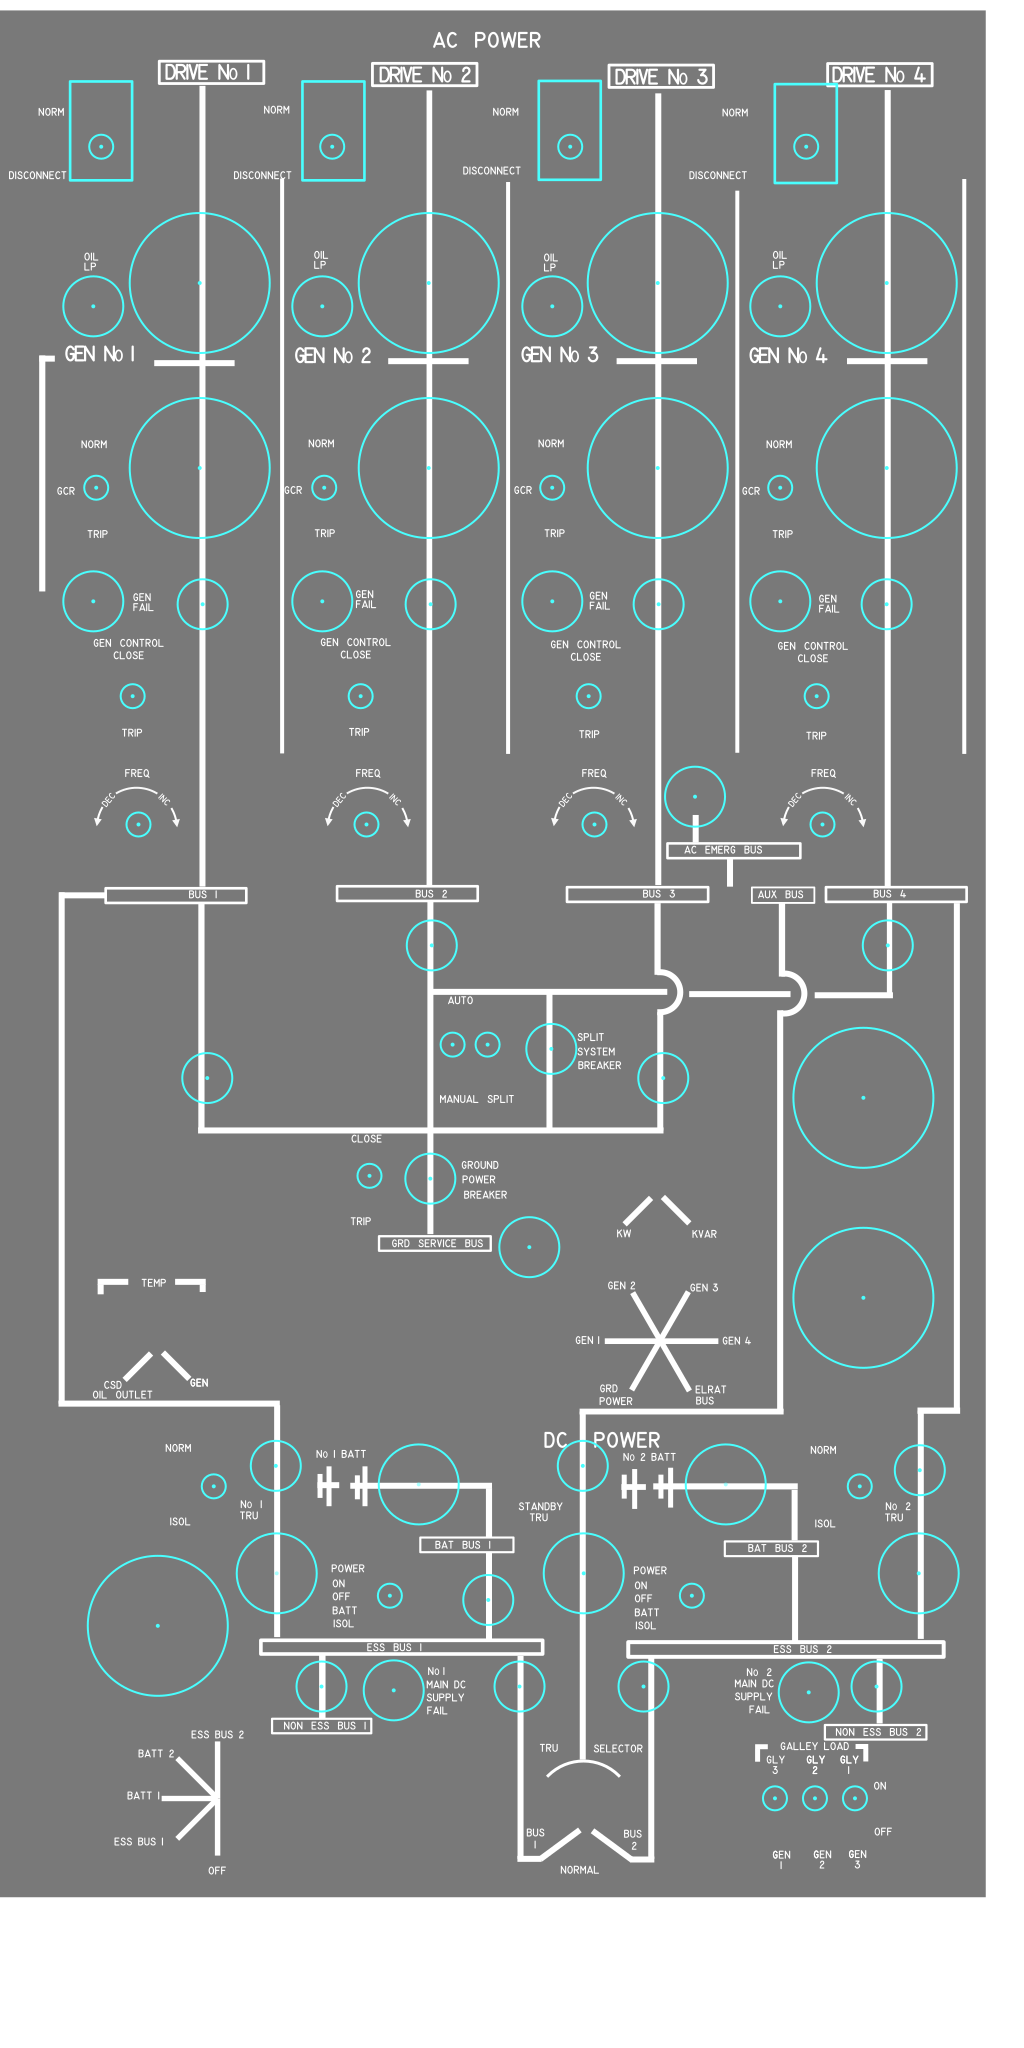 AC POWER
DRIVE No 1
DRIVE No 2
DRIVE No 3
DRIVE No 4
NORM
NORM
NORM
NORM
DISCONNECT
DISCONNECT
DISCONNECT
DISCONNECT
OIL
LP
OIL
LP
OIL
LP
OIL
LP
GEN No 1
GEN No 2
GEN No 3
GEN No 4
NORM
NORM
NORM
NORM
GCR
GCR
GCR
GCR
TRIP
TRIP
TRIP
TRIP
GEN
FAIL
GEN
FAIL
GEN
FAIL
GEN
FAIL
GEN CONTROL
CLOSE
GEN CONTROL
CLOSE
GEN CONTROL
CLOSE
GEN CONTROL
CLOSE
TRIP
TRIP
TRIP
TRIP
FREQ
FREQ
FREQ
FREQ
DEC
INC
DEC
INC
DEC
INC
DEC
INC
AC EMERG BUS
BUS 1
BUS 2
BUS 3
AUX BUS
BUS 4
AUTO
SPLIT
SYSTEM
BREAKER
MANUAL SPLIT
CLOSE
GROUND
POWER
BREAKER
TRIP
GRD SERVICE BUS
KW
KVAR
TEMP
GEN 2
GEN 3
GEN 1
GEN 4
CSD
OIL OUTLET
GEN
GRD
POWER
ELRAT
BUS
DC POWER
NORM
No 1 BATT
No 2 BATT
NORM
No 1
TRU
STANDBY
TRU
No 2
TRU
ISOL
ISOL
BAT BUS 1
BAT BUS 2
POWER
ON
OFF
BATT
ISOL
POWER
ON
OFF
BATT
ISOL
ESS BUS 1
ESS BUS 2
No 1
MAIN DC
SUPPLY
FAIL
No 2
MAIN DC
SUPPLY
FAIL
NON ESS BUS 1
NON ESS BUS 2
ESS BUS 2
BATT 2
BATT 1
ESS BUS 1
OFF
TRU SELECTOR
BUS
1
BUS
2
NORMAL
GALLEY LOAD
GLY
3
GLY
2
GLY
1
ON
OFF
GEN
1
GEN
2
GEN
3